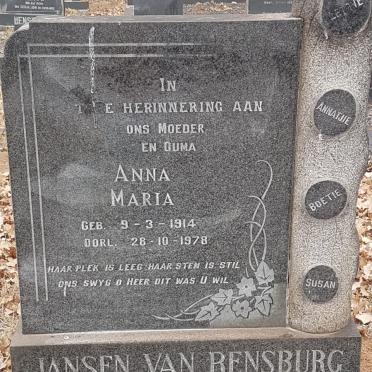 IN
HERINNERING AAN
ONS MOEDER
EN OUMA
ANNA
MARIA
GEB. 9-3-1914
OORL. 28-10-1978
HAAR PLEK IS LEEG HAAR STEM IS STIL
ONS SWYG O HEER DIT WAS U WIL
JANSEN VAN RENSBURG
ANNATJIE
BOETIE
SUSAN